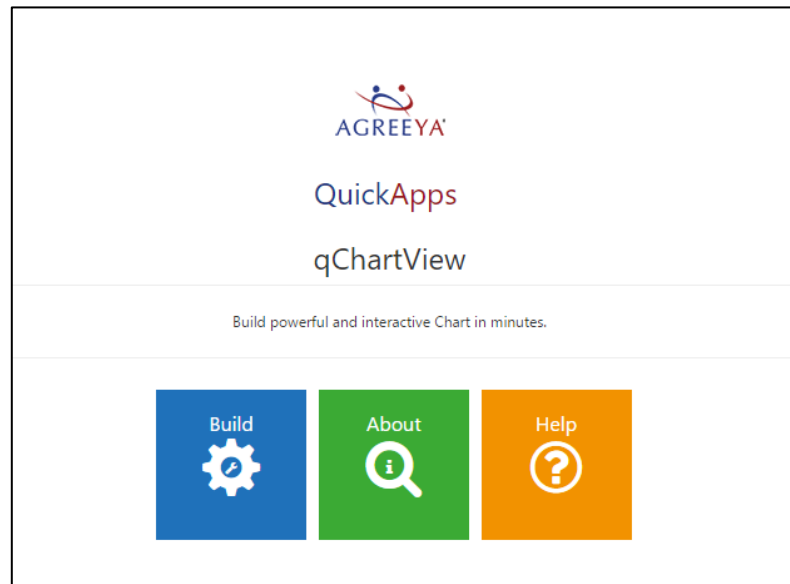 AGREEYA
QuickApps
qChartView
Build powerful and interactive Chart in minutes.
Build
About
Help